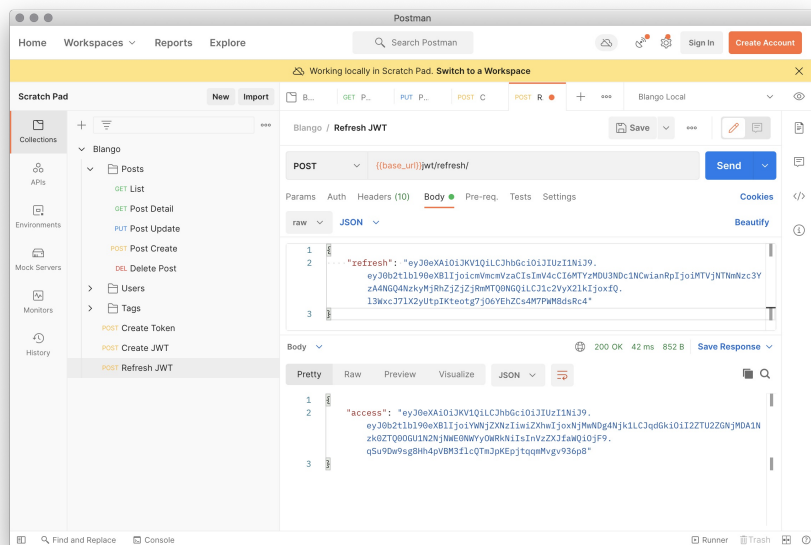 Postman
Home Workspaces Reports Explore Search Postman Sign In Create Account
Working locally in Scratch Pad. Switch to a Workspace
Scratch Pad New Import B... GET P... PUT P... POST C POST R Blango Local
Collections
APIs
Environments
Mock Servers
Monitors
History
Blango
Posts
GET List
GET Post Detail
PUT Post Update
POST Post Create
DEL Delete Post
Users
Tags
POST Create Token
POST Create JWT
POST Refresh JWT
Blango / Refresh JWT Save
POST {{base_url}}jwt/refresh/ Send
Params Auth Headers (10) Body Pre-req. Tests Settings Cookies
raw JSON Beautify
1 {
2 "refresh": "eyJ0eXAiOiJKV1QiLCJhbGciOiJIUzI1NiJ9.
3 }
Body 200 OK 42 ms 852 B Save Response
Pretty Raw Preview Visualize JSON
1 {
2 "access": "eyJ0eXAiOiJKV1QiLCJhbGciOiJIUzI1NiJ9.
3 }
Find and Replace Console Runner Trash